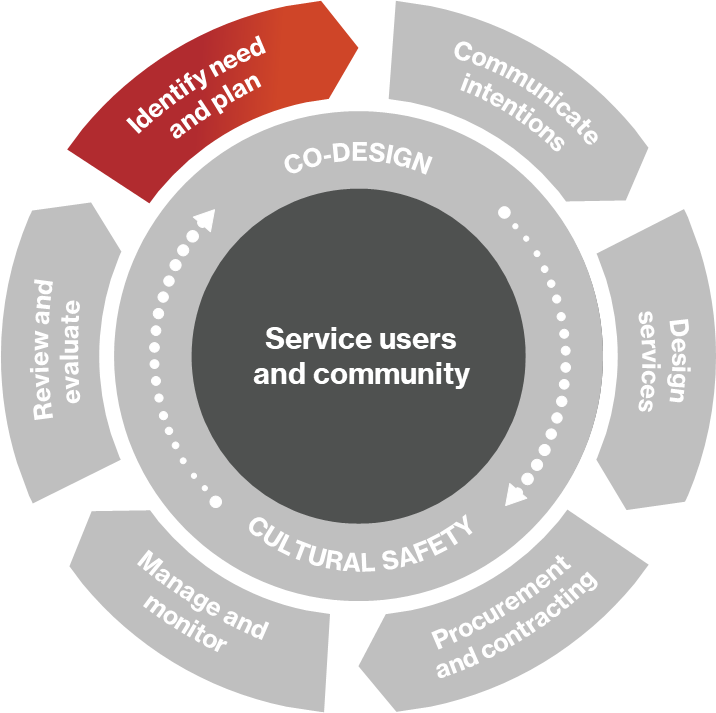 Identify need
and plan
Communicate
intentions
Design
services
Procurement
and contracting
Manage and
monitor
Review and
evaluate
CO-DESIGN
CULTURAL SAFETY
Service users
and community